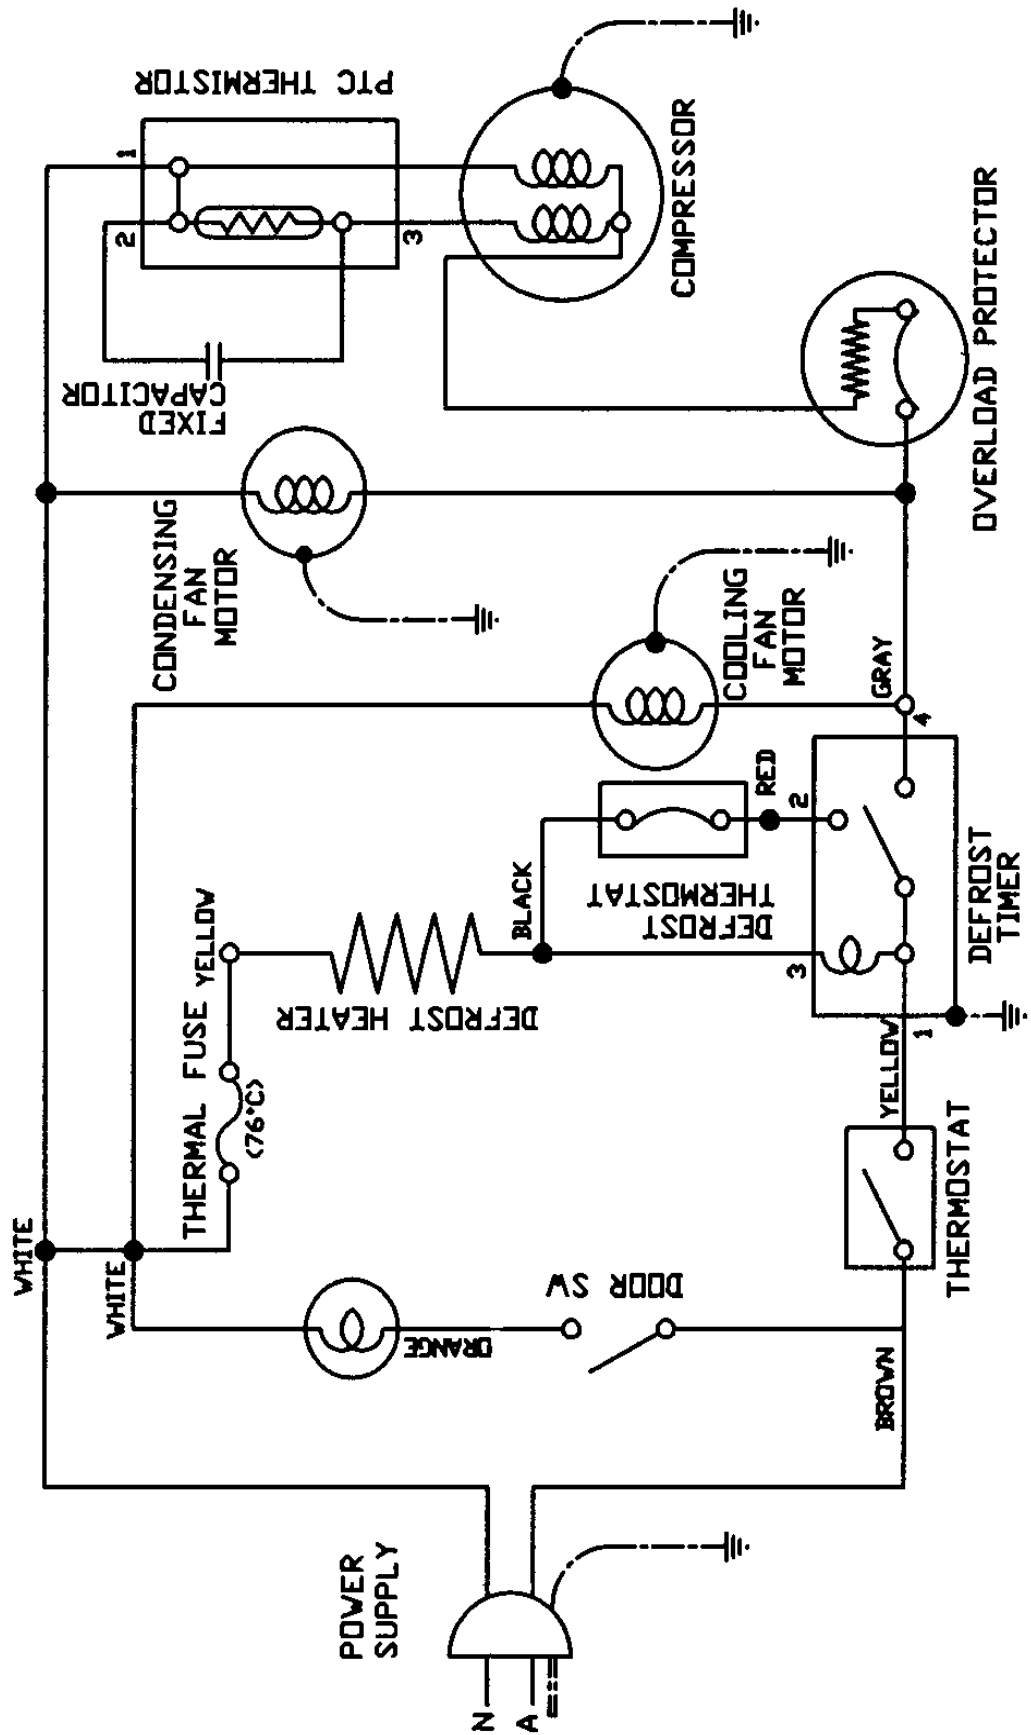 PTC THERMISTOR
1
2
3
COMPRESSOR
FIXED
CAPACITOR
OVERLOAD PROTECTOR
CONDENSING
FAN
MOTOR
COOLING
FAN
MOTOR
GRAY
4
RED
2
DEFROST
THERMOSTAT
BLACK
3
DEFROST
TIMER
1
YELLOW
DEFROST HEATER
YELLOW
THERMAL FUSE
<76°C>
THERMOSTAT
WHITE
WHITE
ORANGE
DOOR SW
BROWN
POWER
SUPPLY
N
A